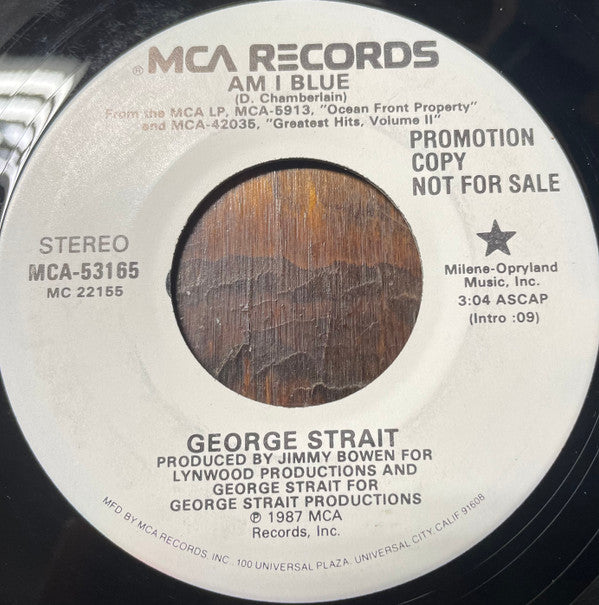 ® MCA RECORDS
AM I BLUE
(D. Chamberlain)
From the MCA LP, MCA-5913, "Ocean Front Property"
and MCA-42035, "Greatest Hits, Volume II"
PROMOTION
COPY
NOT FOR SALE
STEREO
MCA-53165
MC 22155
Milene-Opryland
Music, Inc.
3:04 ASCAP
(Intro :09)
GEORGE STRAIT
PRODUCED BY JIMMY BOWEN FOR
LYNWOOD PRODUCTIONS AND
GEORGE STRAIT FOR
GEORGE STRAIT PRODUCTIONS
℗ 1987 MCA
Records, Inc.
MFD BY MCA RECORDS, INC., 100 UNIVERSAL PLAZA, UNIVERSAL CITY, CALIF. 91608